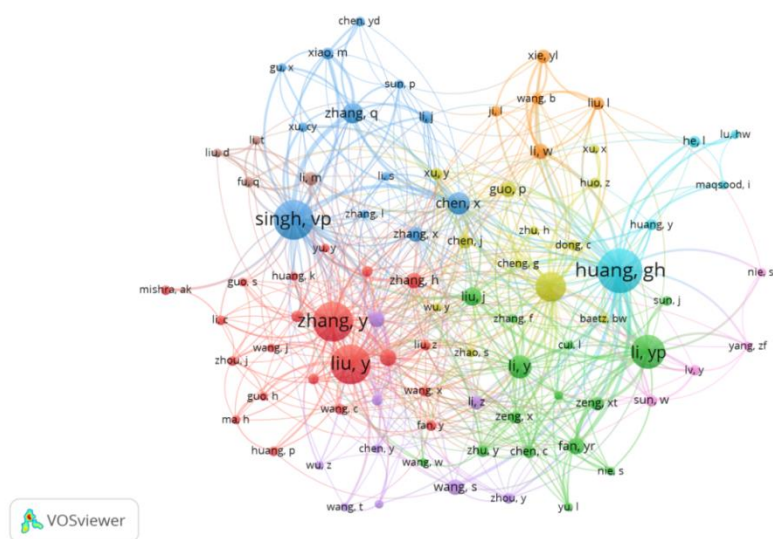 chen, yd
xiao, m
xie, yl
gu, x
sun, p
wang, b
liu, l
zhang, q
ji, l
xu, cy
li, j
lu, hw
he, l
li, t
liu, d
li, w
xu, x
fu, q
li, m
li, s
xu, y
guo, p
huo, z
maqsood, i
singh, vp
zhang, l
chen, x
zhu, h
huang, y
zhang, x
chen, j
dong, c
yu, y
cheng, g
huang, gh
nie, s
mishra, ak
guo, s
huang, k
zhang, h
liu, j
sun, j
wu, y
li, c
zhang, y
zhang, f
baetz, bw
zhou, j
wang, j
liu, z
zhao, s
cui, l
li, yp
yang, zf
liu, y
li, y
lv, y
guo, h
wang, x
li, z
zeng, xt
sun, w
ma, h
wang, c
fan, y
zeng, x
huang, p
chen, y
zhu, y
chen, c
fan, yr
wu, z
wang, w
nie, s
wang, s
zhou, y
wang, t
yu, l
VOSviewer